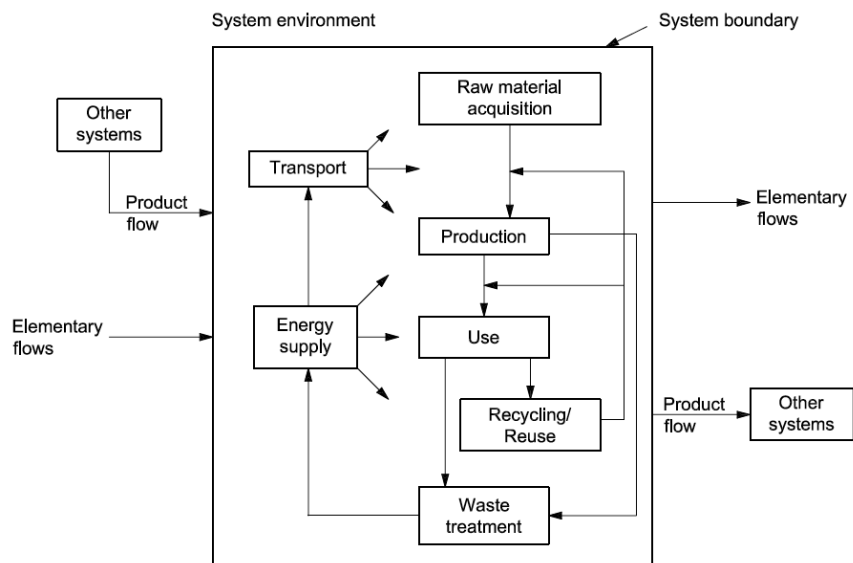 System environment
System boundary
Raw material
acquisition
Other
systems
Transport
Product
flow
Elementary
flows
Production
Elementary
flows
Energy
supply
Use
Recycling/
Reuse
Product
flow
Other
systems
Waste
treatment